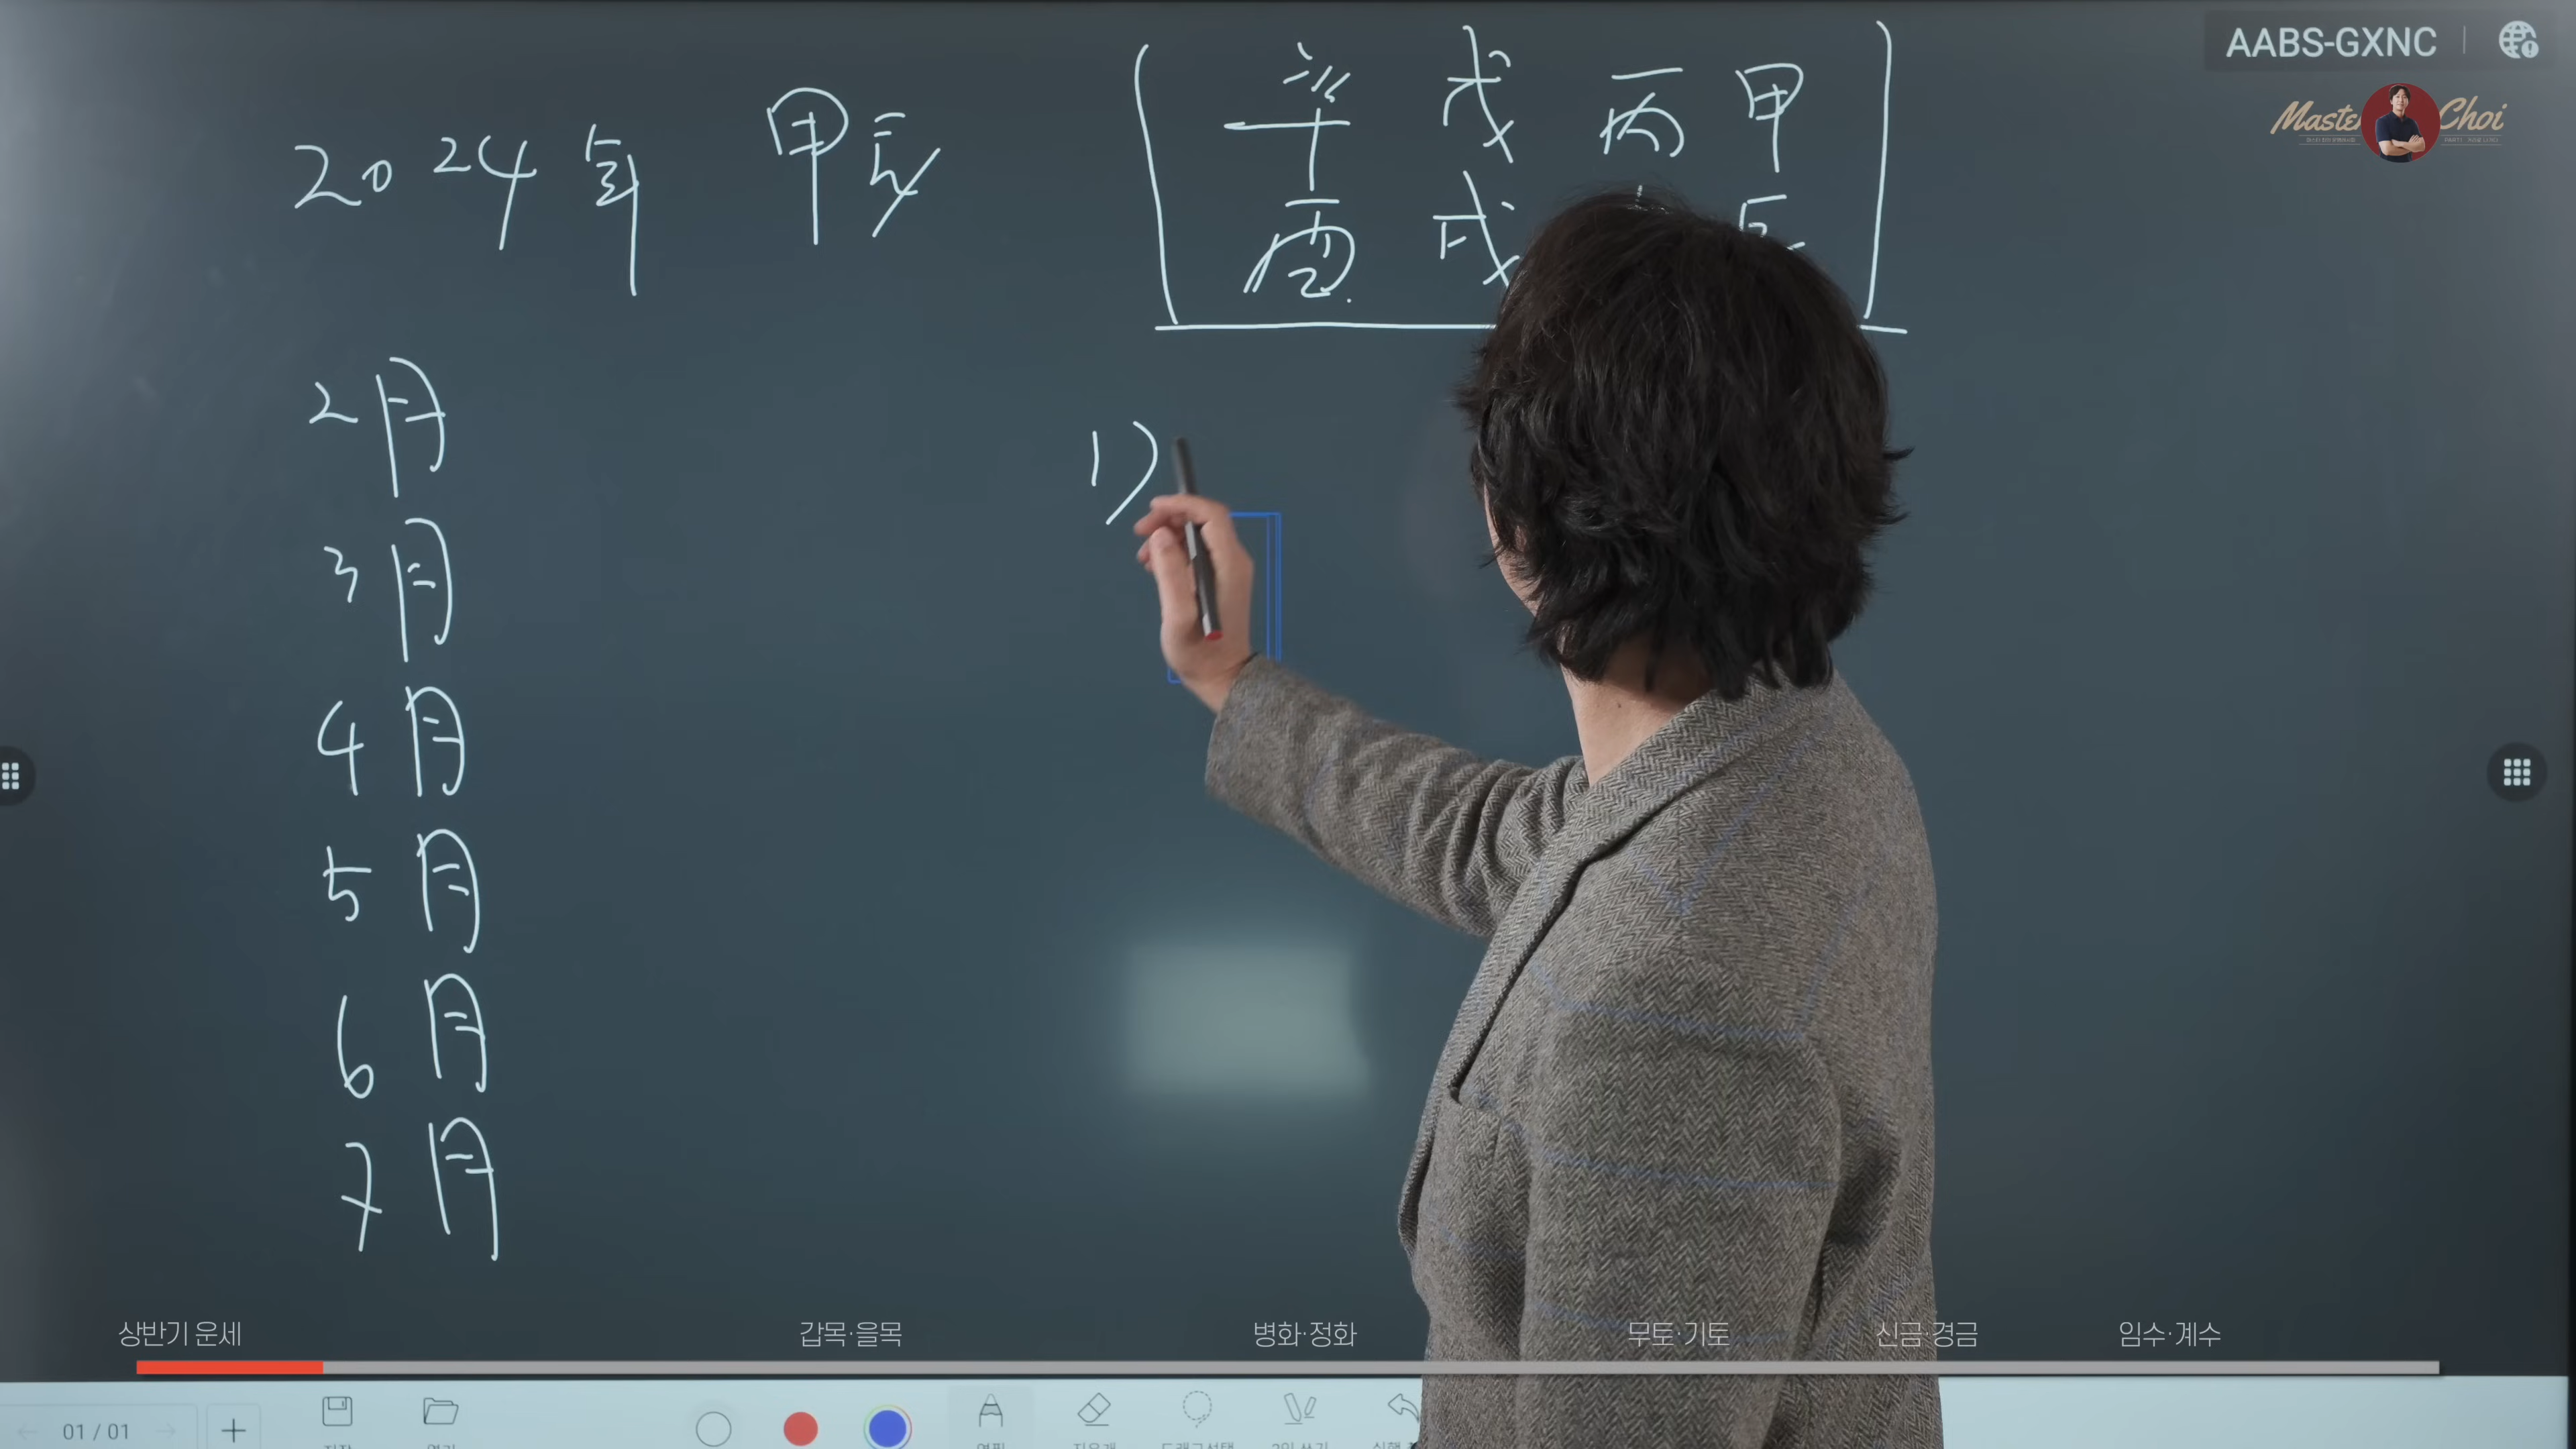 AABS-GXNC
Master Choi
2024年 甲辰
辛 戊 丙 甲
酉 戌
2月
3月
4月
5月
6月
7月
1)
상반기 운세
갑목·을목
병화·정화
무토·기토
신금·경금
임수·계수
01 / 01